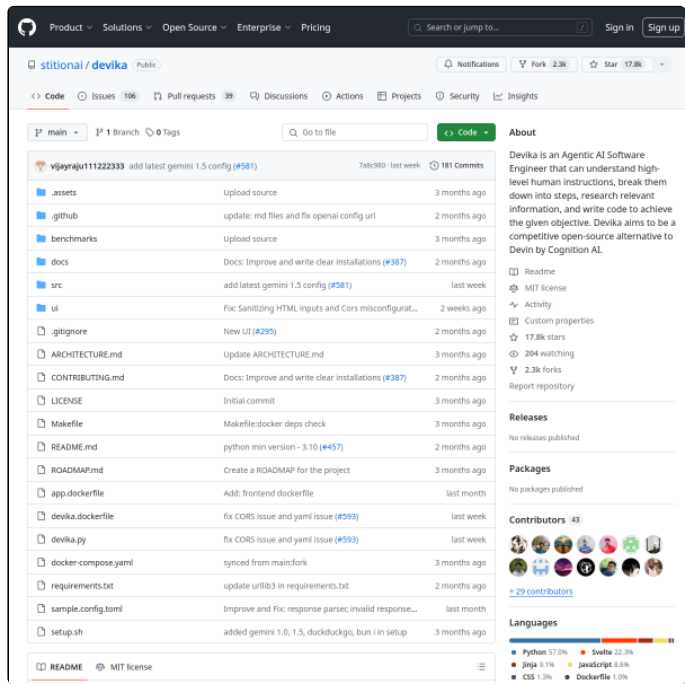 Product Solutions Open Source Enterprise Pricing Search or jump to... / Sign in Sign up
stitionai / devika Public Notifications Fork 2.3k Star 17.8k
Code Issues 106 Pull requests 39 Discussions Actions Projects Security Insights
main 1 Branch 0 Tags Go to file Code
vijayraju111222333 add latest gemini 1.5 config (#581) 7a8c980 · last week 181 Commits
.assets Upload source 3 months ago
.github update: md files and fix openai config url 2 months ago
benchmarks Upload source 3 months ago
docs Docs: Improve and write clear installations (#387) 2 months ago
src add latest gemini 1.5 config (#581) last week
ui Fix: Sanitizing HTML inputs and Cors misconfigurat... 2 weeks ago
.gitignore New UI (#295) 2 months ago
ARCHITECTURE.md Update ARCHITECTURE.md 3 months ago
CONTRIBUTING.md Docs: Improve and write clear installations (#387) 2 months ago
LICENSE Initial commit 3 months ago
Makefile Makefile:docker deps check 3 months ago
README.md python min version - 3.10 (#457) 2 months ago
ROADMAP.md Create a ROADMAP for the project 3 months ago
app.dockerfile Add: frontend dockerfile last month
devika.dockerfile fix CORS issue and yaml issue (#593) last week
devika.py fix CORS issue and yaml issue (#593) last week
docker-compose.yaml synced from main:fork 3 months ago
requirements.txt update urllib3 in requirements.txt 2 months ago
sample.config.toml Improve and Fix: response parser, invalid response... last month
setup.sh added gemini 1.0, 1.5, duckduckgo, bun i in setup 3 months ago
README MIT license
About
Devika is an Agentic AI Software
Engineer that can understand high-
level human instructions, break them
down into steps, research relevant
information, and write code to achieve
the given objective. Devika aims to be a
competitive open-source alternative to
Devin by Cognition AI.
Readme
MIT license
Activity
Custom properties
17.8k stars
204 watching
2.3k forks
Report repository
Releases
No releases published
Packages
No packages published
Contributors 43
+ 29 contributors
Languages
Python 57.0% Svelte 22.3%
Jinja 9.1% JavaScript 8.6%
CSS 1.3% Dockerfile 1.0%